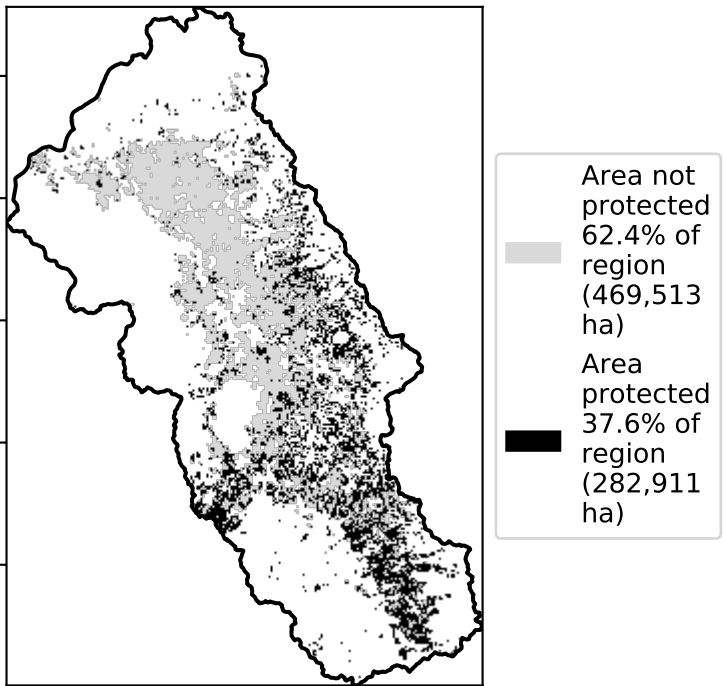 Area not
protected
62.4% of
region
(469,513
ha)
Area
protected
37.6% of
region
(282,911
ha)